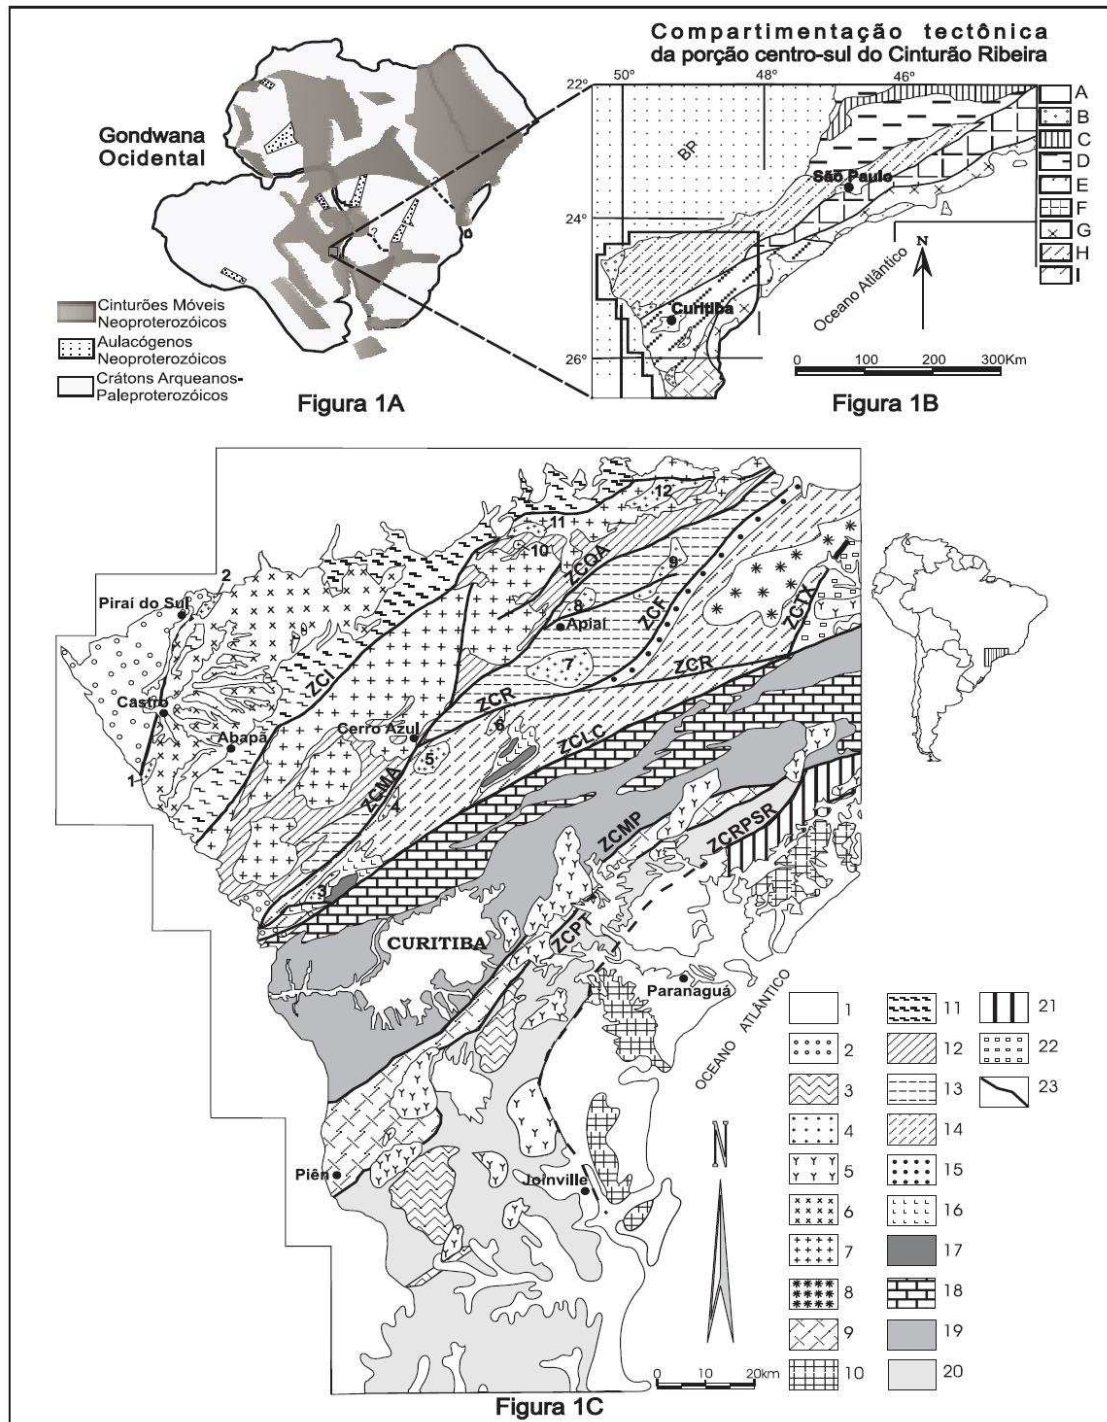 Compartimentação tectônica
da porção centro-sul do Cinturão Ribeira
Gondwana
Ocidental
Cinturões Móveis
Neoproterozóicos
Aulacógenos
Neoproterozóicos
Crátons Arqueanos-
Paleproterozóicos
Figura 1A
50°
48°
46°
22°
24°
26°
BP
São Paulo
Curitiba
Oceano Atlântico
N
0 100 200 300Km
A
B
C
D
E
F
G
H
I
Figura 1B
2
Piraí do Sul
Castro
Abapã
1
ZCI
Cerro Azul
ZCMA
12
11
10
ZCQA
9
8
Apiaí
7
ZCF
ZCTX
ZCR
ZCR
6
5
4
3
ZCLC
ZCMP
ZCRPSR
CURITIBA
ZCPT
Paranaguá
OCEANO ATLÂNTICO
Piên
Joinville
N
0 10 20km
1
2
3
4
5
6
7
8
9
10
11
12
13
14
15
16
17
18
19
20
21
22
23
Figura 1C